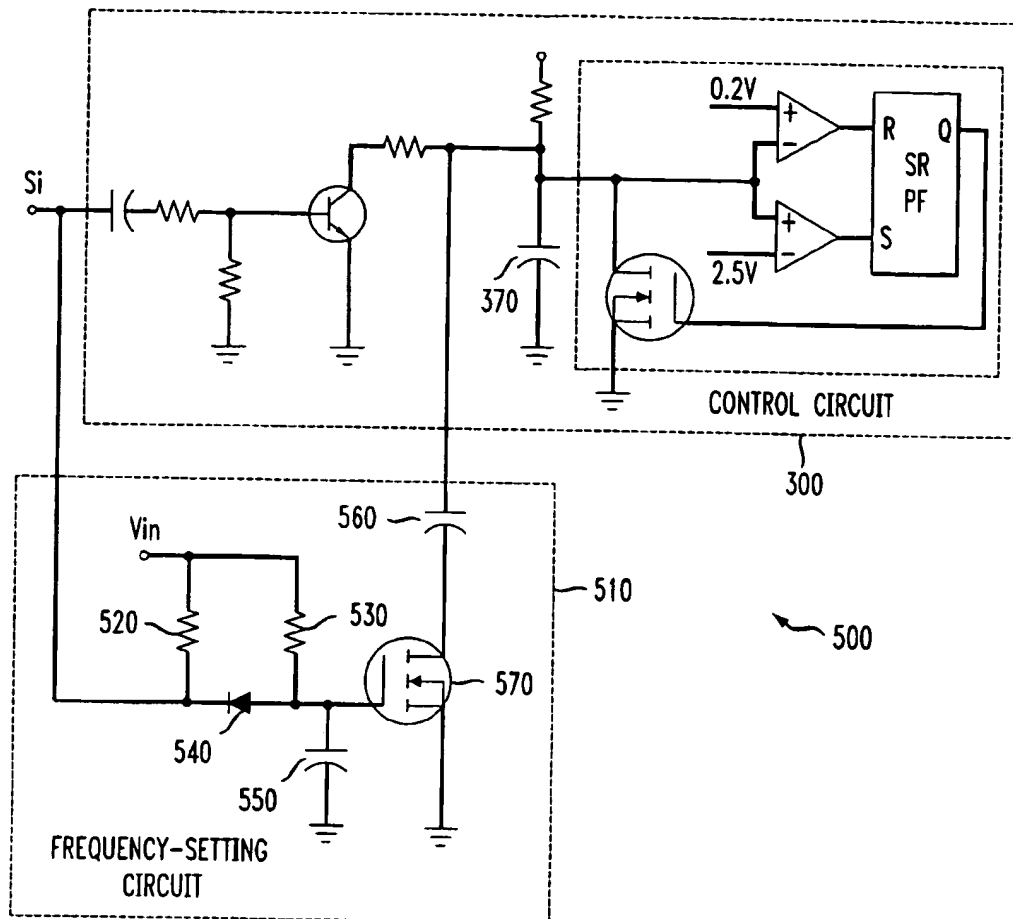 Si
0.2V
+
-
R
Q
SR
PF
+
-
S
2.5V
370
CONTROL CIRCUIT
300
560
Vin
520
530
510
500
570
540
550
FREQUENCY-SETTING
CIRCUIT